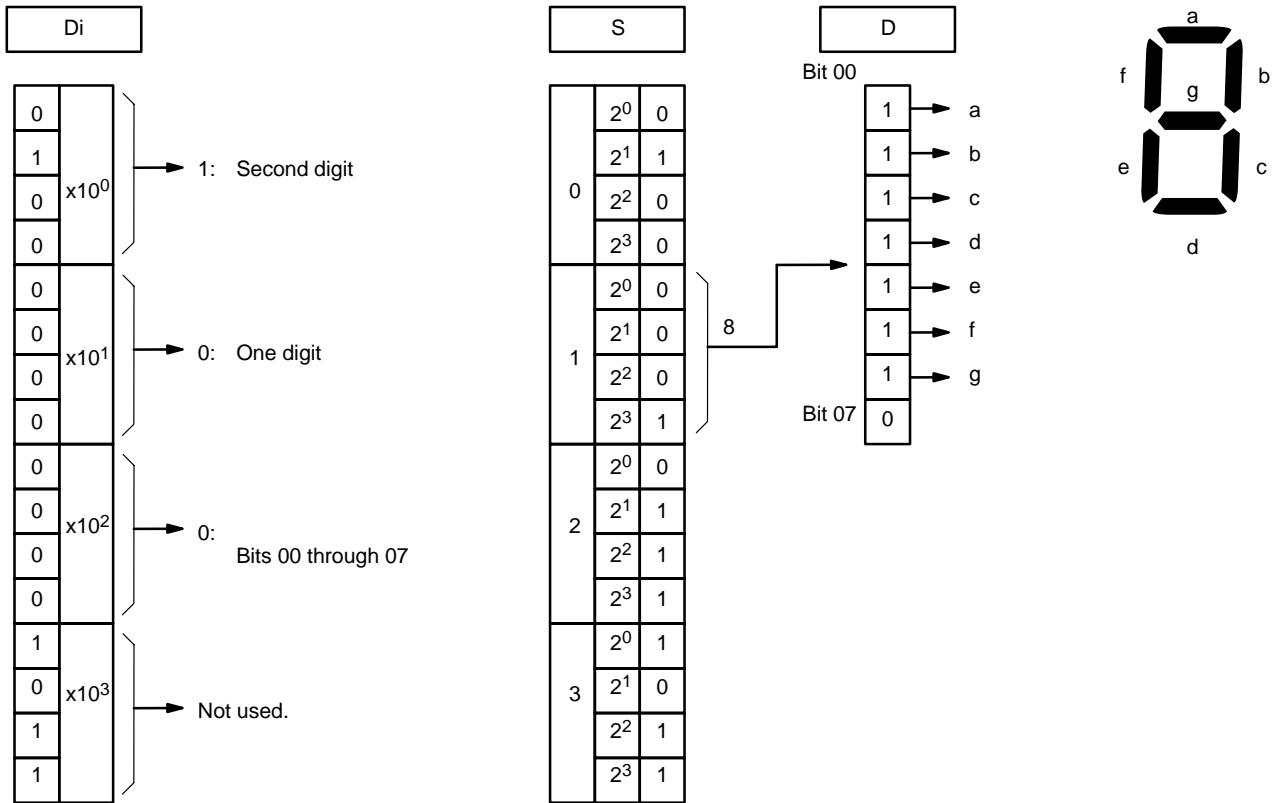 Di
0
1
0
0
x10⁰
1: Second digit
0
0
0
0
x10¹
0: One digit
0
0
0
0
x10²
0:
Bits 00 through 07
1
0
1
1
x10³
Not used.
S
0
2⁰ 0
2¹ 1
2² 0
2³ 0
1
2⁰ 0
2¹ 0
2² 0
2³ 1
8
2
2⁰ 0
2¹ 1
2² 1
2³ 1
3
2⁰ 1
2¹ 0
2² 1
2³ 1
D
Bit 00
1 a
1 b
1 c
1 d
1 e
1 f
1 g
Bit 07 0
a
f b
g
e c
d